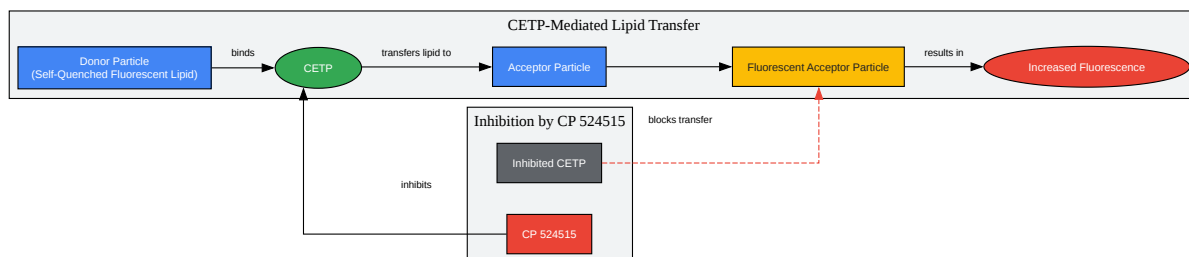 CETP-Mediated Lipid Transfer
Donor Particle
(Self-Quenched Fluorescent Lipid)
binds
CETP
transfers lipid to
Acceptor Particle
Fluorescent Acceptor Particle
results in
Increased Fluorescence
Inhibition by CP 524515
blocks transfer
Inhibited CETP
inhibits
CP 524515